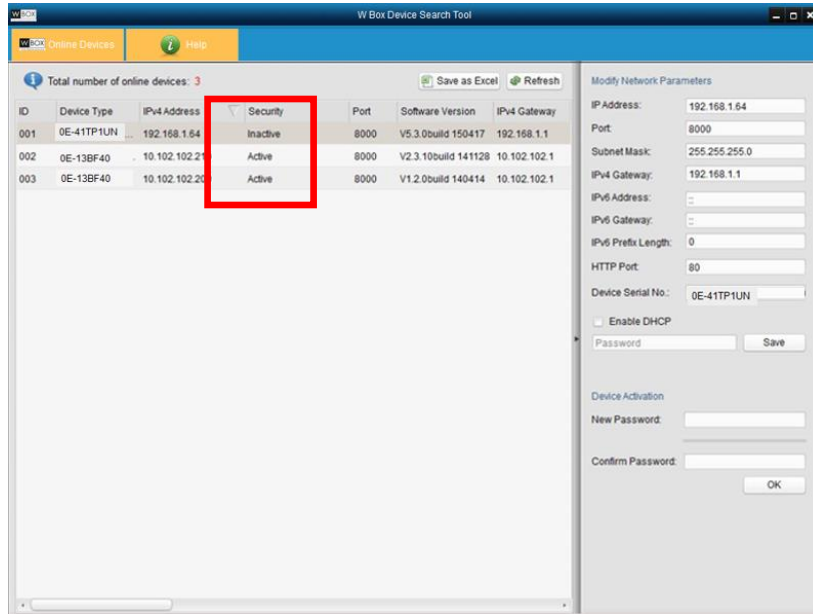 W BOX W Box Device Search Tool
W BOX Online Devices Help
Total number of online devices: 3 Save as Excel Refresh
ID Device Type IPv4 Address Security Port Software Version IPv4 Gateway
001 0E-41TP1UN ... 192.168.1.64 Inactive 8000 V5.3.0build 150417 192.168.1.1
002 0E-13BF40 10.102.102.21 Active 8000 V2.3.10build 141128 10.102.102.1
003 0E-13BF40 10.102.102.20 Active 8000 V1.2.0build 140414 10.102.102.1
Modify Network Parameters
IP Address: 192.168.1.64
Port: 8000
Subnet Mask: 255.255.255.0
IPv4 Gateway: 192.168.1.1
IPv6 Address: ::
IPv6 Gateway: ::
IPv6 Prefix Length: 0
HTTP Port: 80
Device Serial No.: 0E-41TP1UN
Enable DHCP
Password Save
Device Activation
New Password:
Confirm Password:
OK